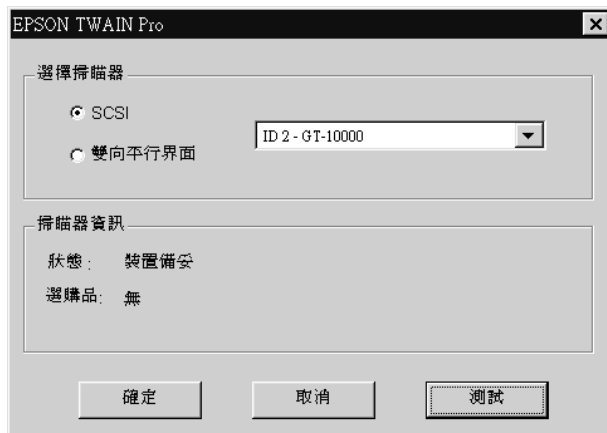 EPSON TWAIN Pro
選擇掃瞄器
SCSI
ID 2 - GT-10000
雙向平行界面
掃瞄器資訊
狀態： 裝置備妥
選購品: 無
確定 取消 測試